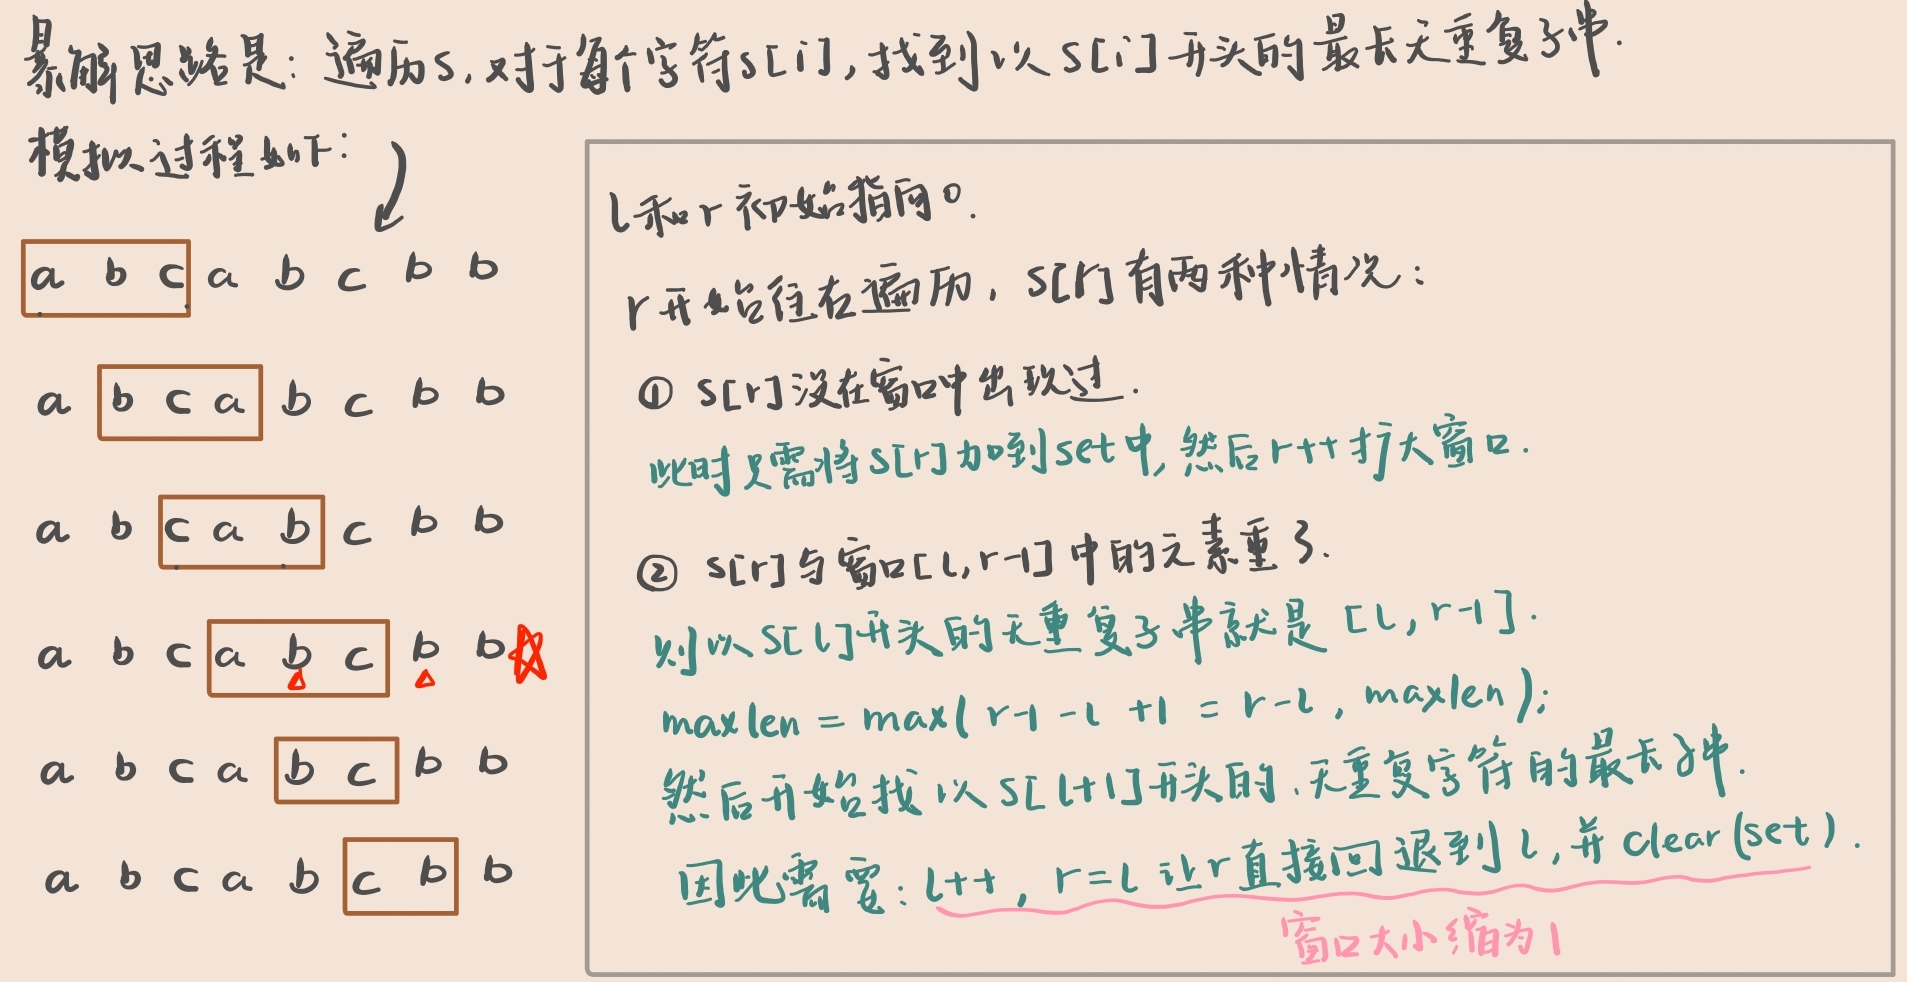 暴解思路是：遍历s，对于每个字符s[i]，找到以s[i]开头的最长无重复子串．
模拟过程如下：
a b c a b c b b
a b c a b c b b
a b c a b c b b
a b c a b c b b
a b c a b c b b
a b c a b c b b
l和r初始指向0．
r开始往右遍历，s[r]有两种情况：
① s[r]没在窗口中出现过．
此时只需将s[r]加到set中，然后r++扩大窗口．
② s[r]与窗口[l,r-1]中的元素重了．
则以S[l]开头的无重复子串就是[l,r-1]．
maxlen = max(r-1-l+1 = r-l, maxlen);
然后开始找以S[l+1]开头的、无重复字符的最长子串．
因此需要：l++，r=l 让r直接回退到l，并clear(set)．
窗口大小缩为1